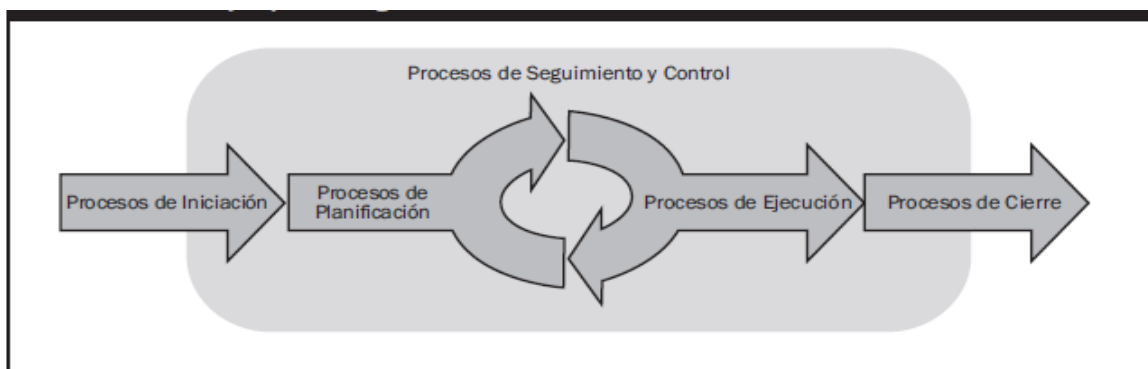 Procesos de Seguimiento y Control
Procesos de Iniciación
Procesos de
Planificación
Procesos de Ejecución
Procesos de Cierre